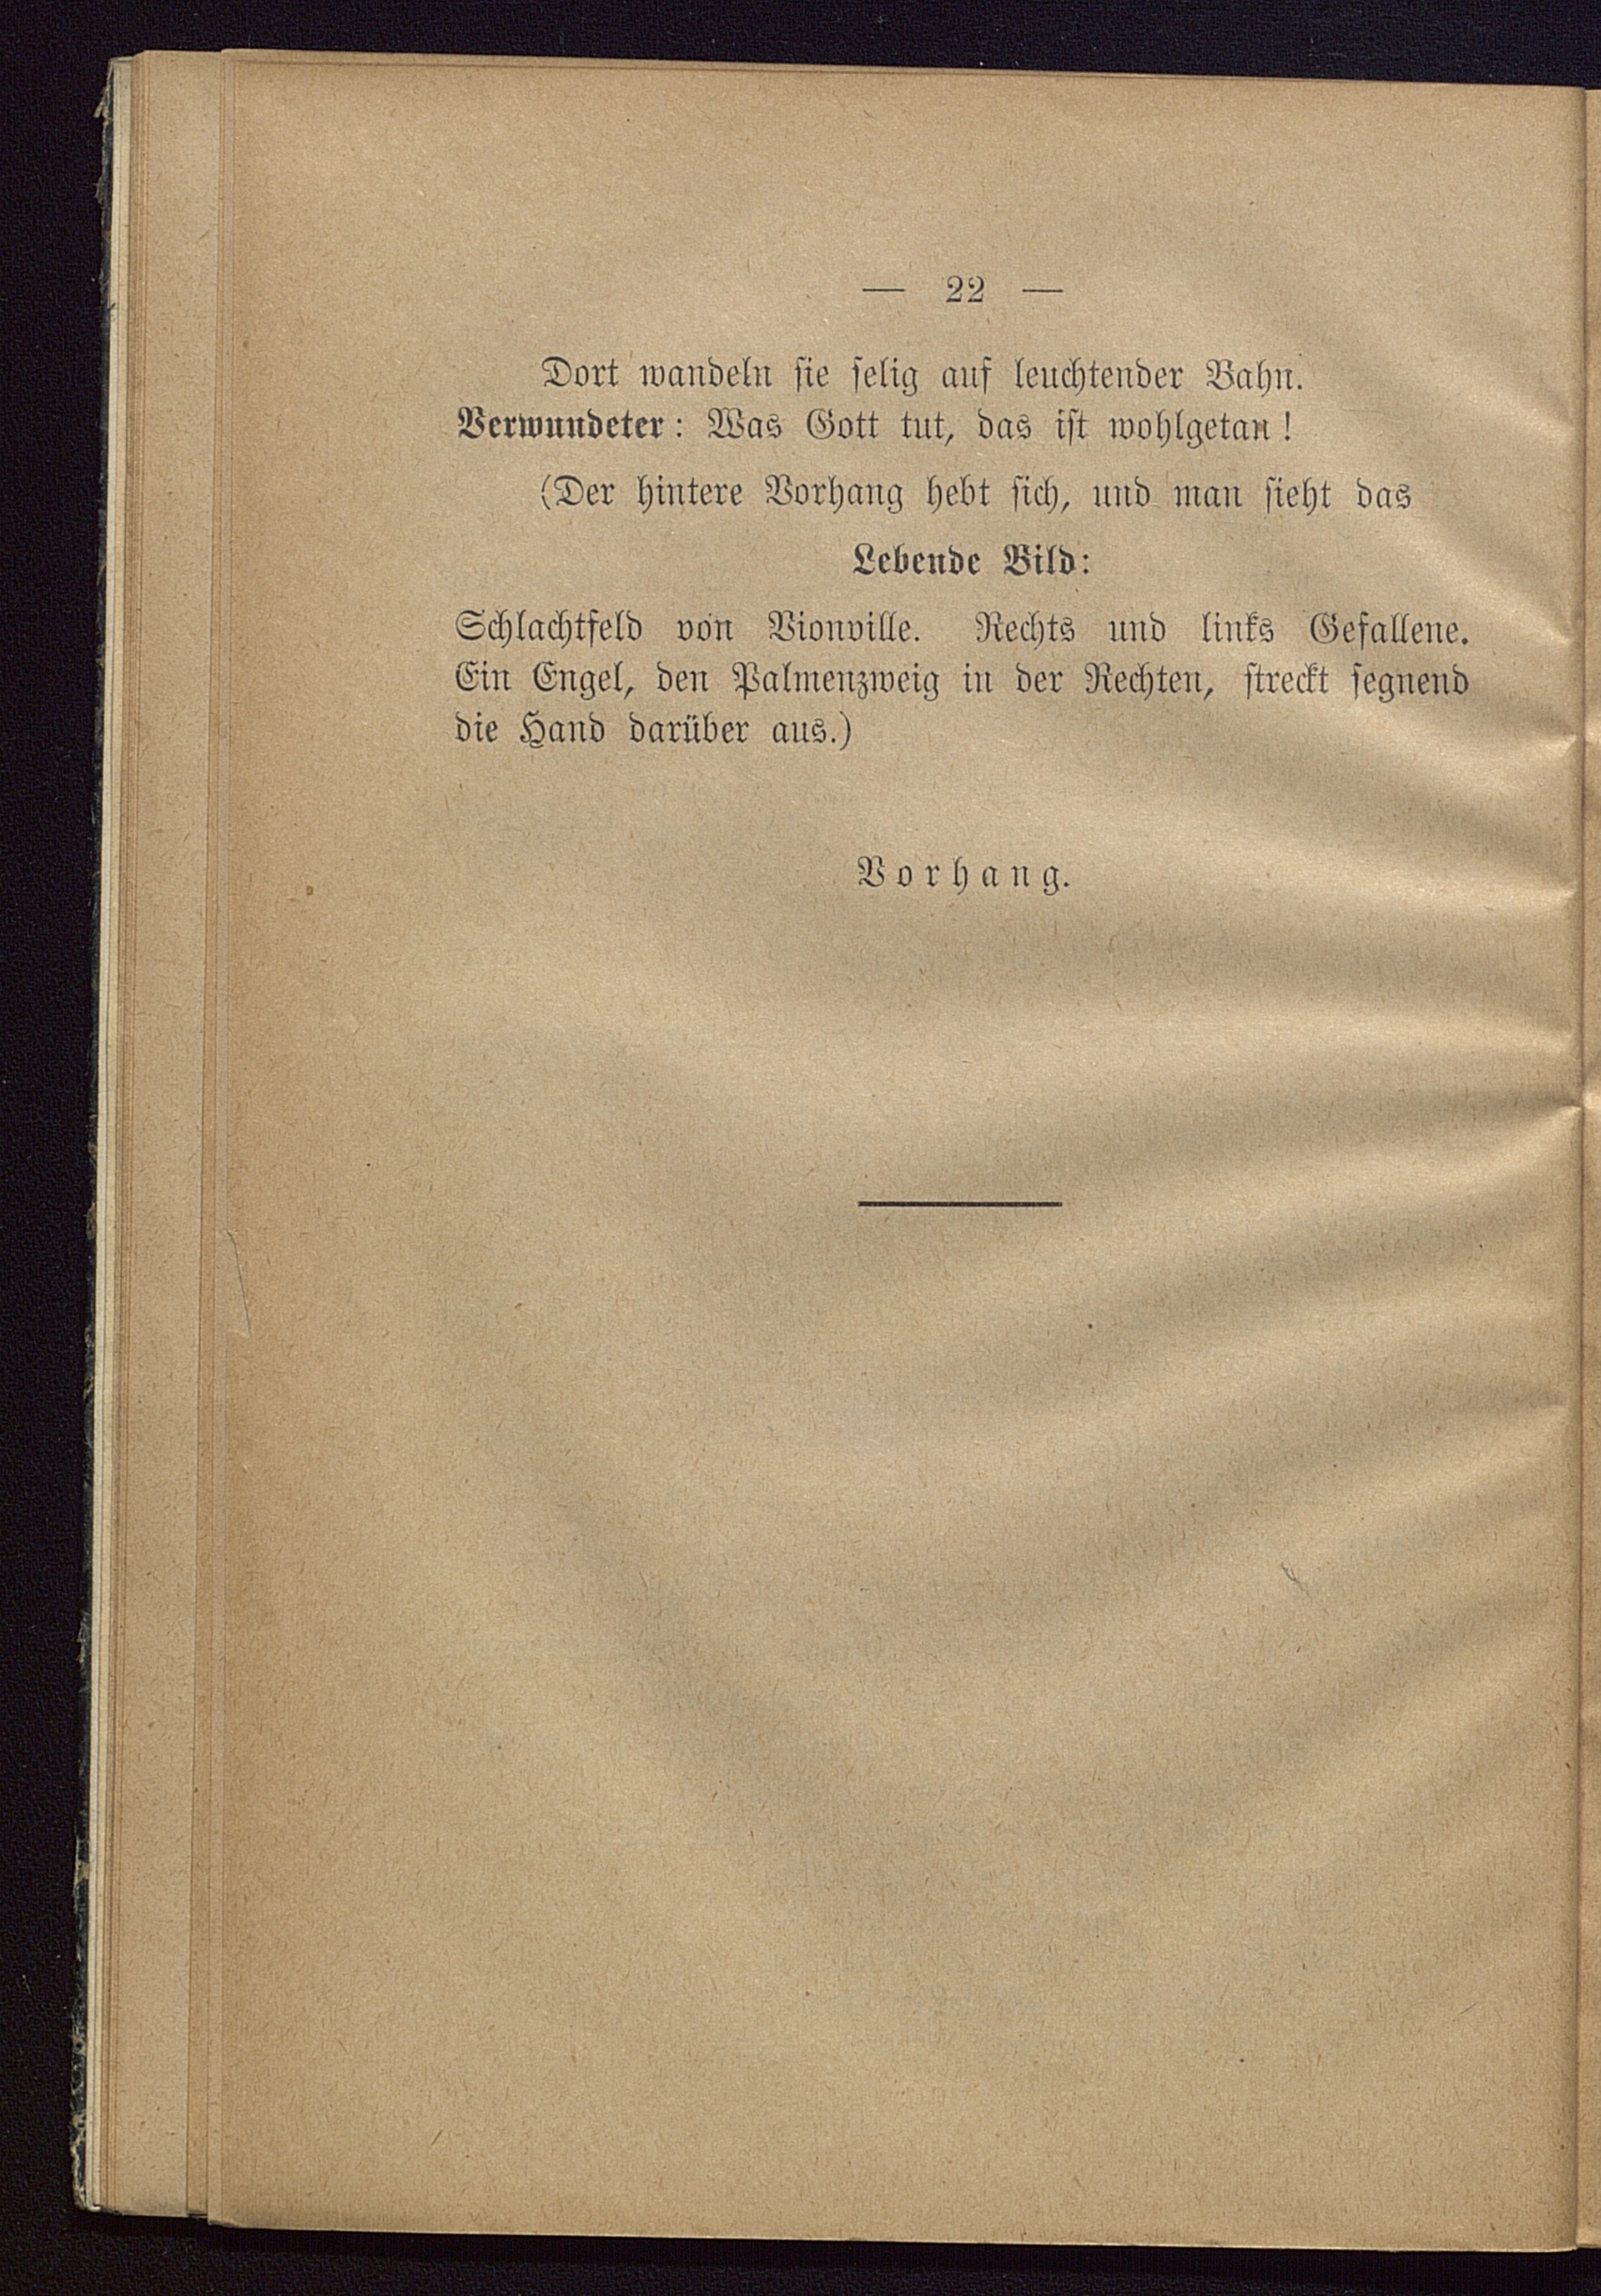 — 22 —
Dort wandeln sie selig auf leuchtender Bahn.
Verwundeter: Was Gott tut, das ist wohlgetan!
(Der hintere Vorhang hebt sich, und man sieht das
Lebende Bild:
Schlachtfeld von Vionville. Rechts und links Gefallene.
Ein Engel, den Palmenzweig in der Rechten, streckt segnend
die Hand darüber aus.)
Vorhang.